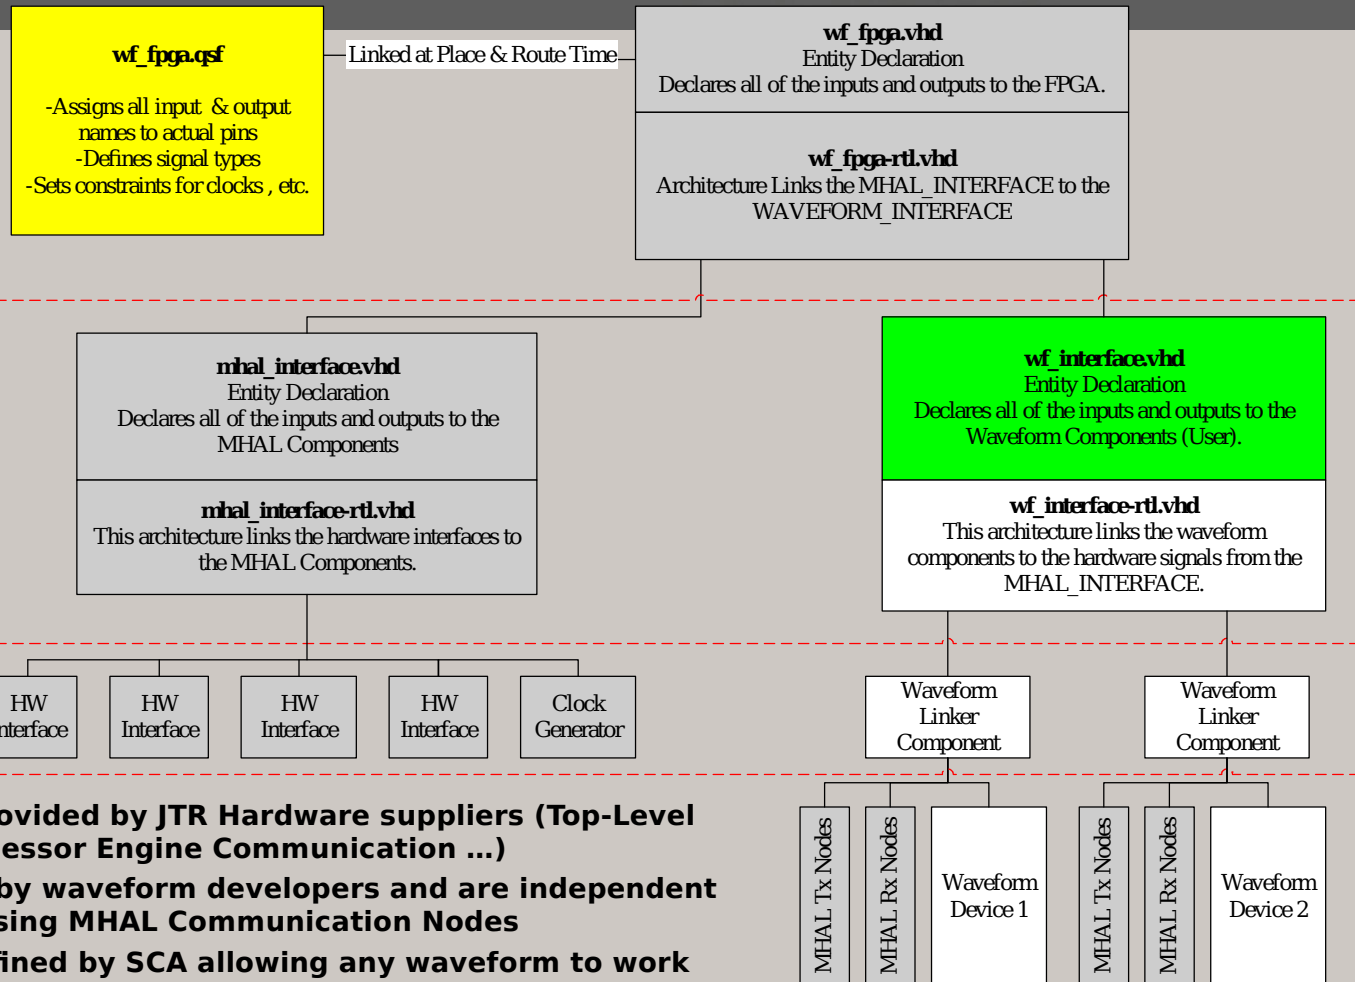 wf_fpga.qsf
-Assigns all input & output
names to actual pins
-Defines signal types
-Sets constraints for clocks , etc.
Linked at Place & Route Time
wf_fpga.vhd
Entity Declaration
Declares all of the inputs and outputs to the FPGA.
wf_fpga-rtl.vhd
Architecture Links the MHAL_INTERFACE to the
WAVEFORM_INTERFACE
mhal_interface.vhd
Entity Declaration
Declares all of the inputs and outputs to the
MHAL Components
mhal_interface-rtl.vhd
This architecture links the hardware interfaces to
the MHAL Components.
wf_interface.vhd
Entity Declaration
Declares all of the inputs and outputs to the
Waveform Components (User).
wf_interface-rtl.vhd
This architecture links the waveform
components to the hardware signals from the
MHAL_INTERFACE.
HW
nterface
HW
Interface
HW
Interface
HW
Interface
Clock
Generator
Waveform
Linker
Component
Waveform
Linker
Component
MHAL Tx Nodes
MHAL Rx Nodes
Waveform
Device 1
MHAL Tx Nodes
MHAL Rx Nodes
Waveform
Device 2
ovided by JTR Hardware suppliers (Top-Level
essor Engine Communication ...)
by waveform developers and are independent
sing MHAL Communication Nodes
fined by SCA allowing any waveform to work